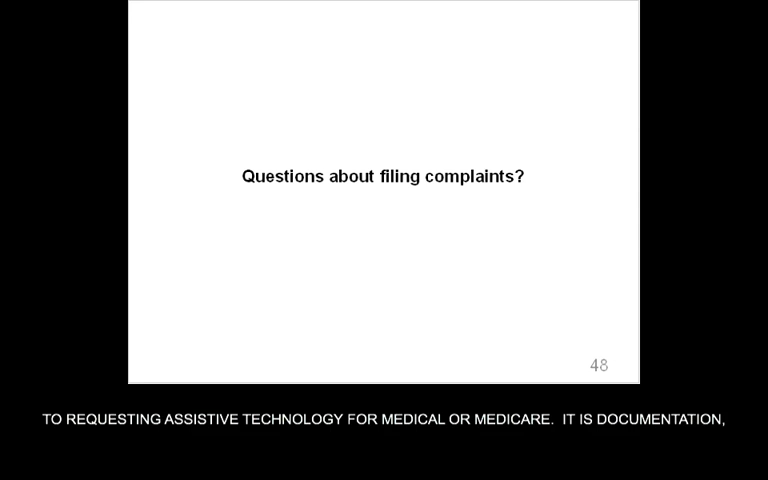 Questions about filing complaints?
48
TO REQUESTING ASSISTIVE TECHNOLOGY FOR MEDICAL OR MEDICARE.  IT IS DOCUMENTATION,